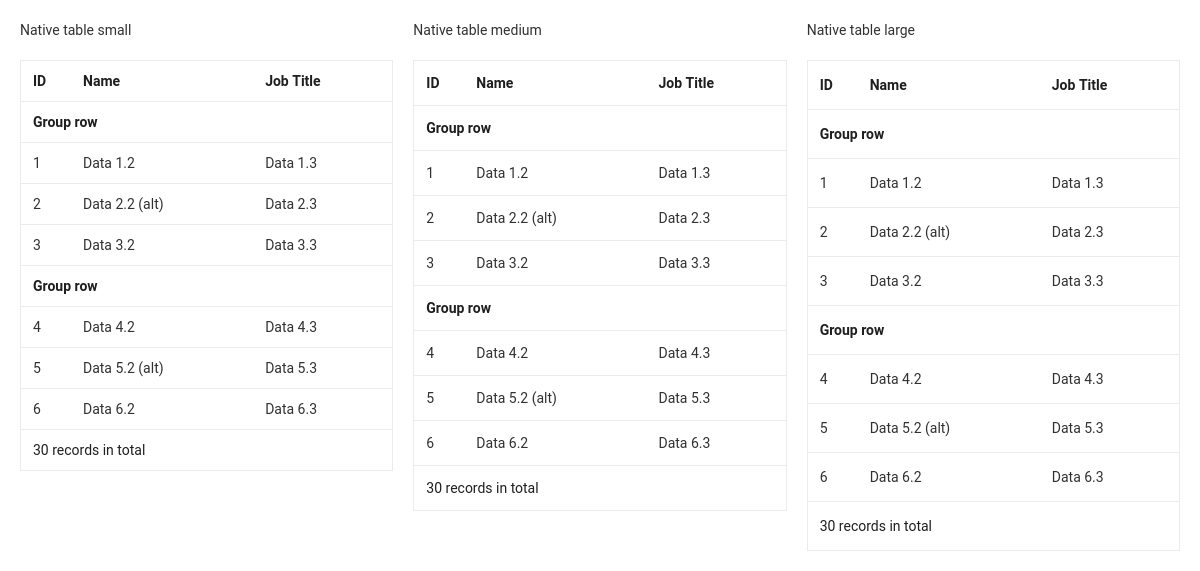 Native table small
ID Name Job Title
Group row
1 Data 1.2 Data 1.3
2 Data 2.2 (alt) Data 2.3
3 Data 3.2 Data 3.3
Group row
4 Data 4.2 Data 4.3
5 Data 5.2 (alt) Data 5.3
6 Data 6.2 Data 6.3
30 records in total
Native table medium
ID Name Job Title
Group row
1 Data 1.2 Data 1.3
2 Data 2.2 (alt) Data 2.3
3 Data 3.2 Data 3.3
Group row
4 Data 4.2 Data 4.3
5 Data 5.2 (alt) Data 5.3
6 Data 6.2 Data 6.3
30 records in total
Native table large
ID Name Job Title
Group row
1 Data 1.2 Data 1.3
2 Data 2.2 (alt) Data 2.3
3 Data 3.2 Data 3.3
Group row
4 Data 4.2 Data 4.3
5 Data 5.2 (alt) Data 5.3
6 Data 6.2 Data 6.3
30 records in total